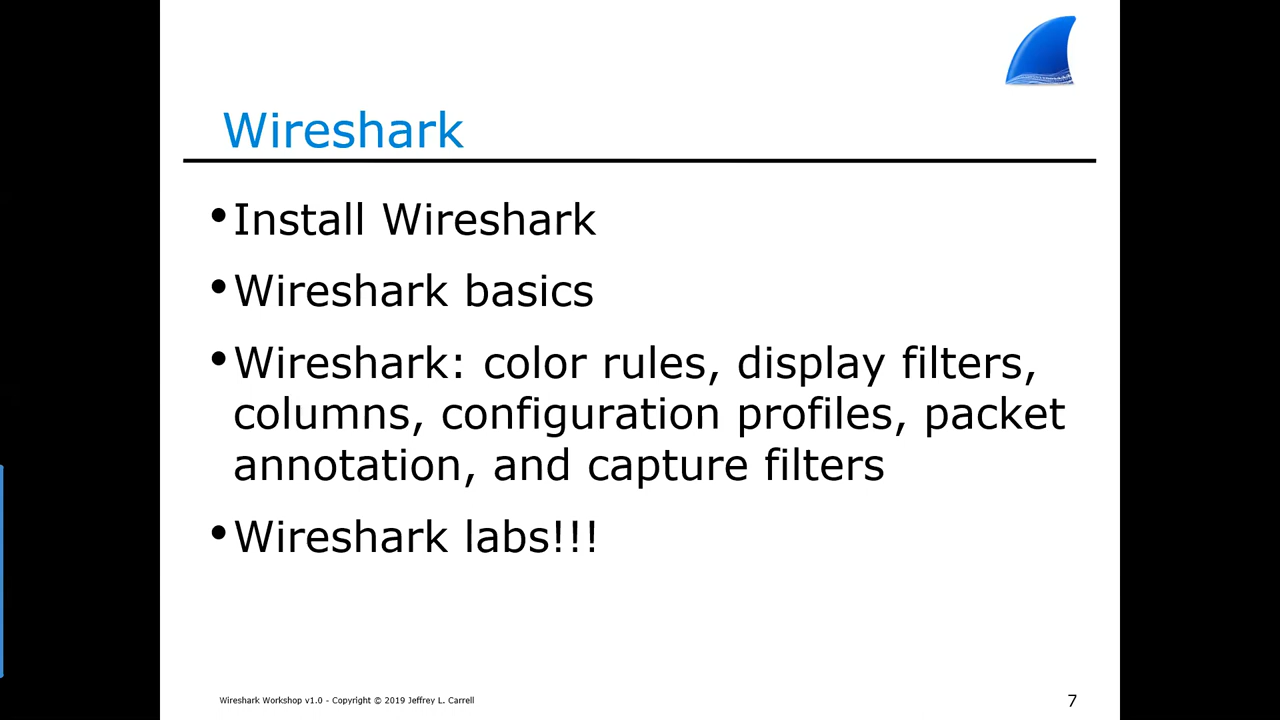 Wireshark
•Install Wireshark
•Wireshark basics
•Wireshark: color rules, display filters,
columns, configuration profiles, packet
annotation, and capture filters
•Wireshark labs!!!
Wireshark Workshop v1.0 - Copyright © 2019 Jeffrey L. Carrell
7